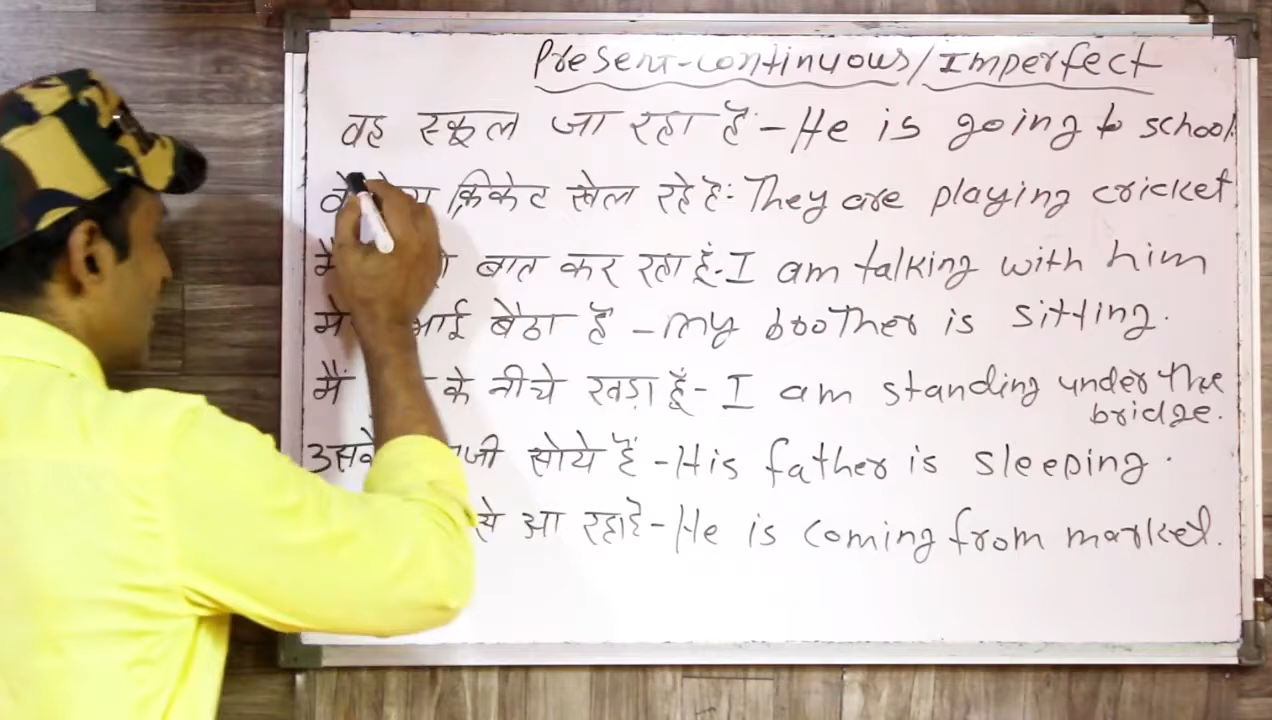 Present-continuous/Imperfect
वह स्कूल जा रहा है - He is going to school
क्रिकेट खेल रहे है: They are playing cricket
बात कर रहा हूँ. I am talking with him
भाई बैठा है - my brother is sitting.
मैं के नीचे खड़ा हूँ - I am standing under the
bridge.
सोये हैं - His father is sleeping.
से आ रहा है - He is coming from market.